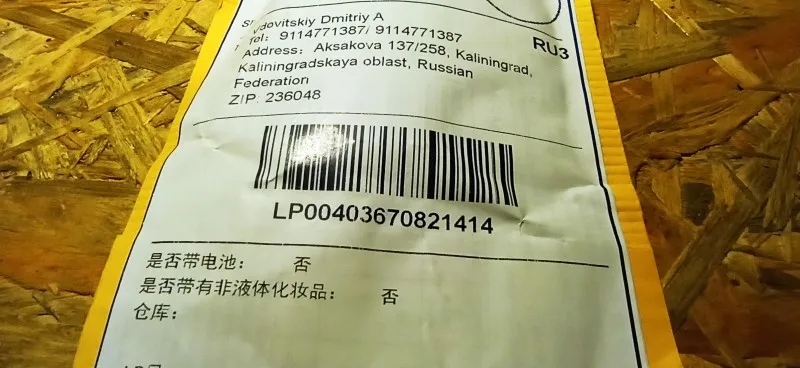 Dmitriy A
Tel: 9114771387/ 9114771387
RU3
Address: Aksakova 137/258, Kaliningrad,
Kaliningradskaya oblast, Russian
Federation
ZIP: 236048
LP00403670821414
是否带电池: 否
是否带有非液体化妆品: 否
仓库: